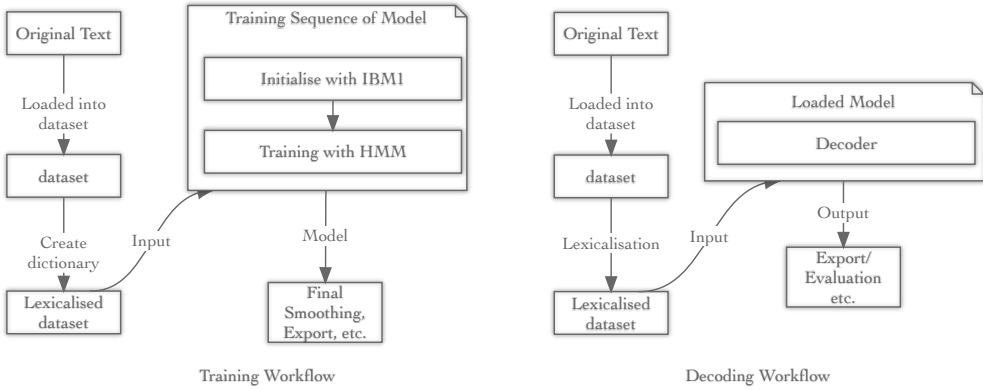 Original Text
Loaded into
dataset
dataset
Create
dictionary
Lexicalised
dataset
Input
Training Sequence of Model
Initialise with IBM1
Training with HMM
Model
Final
Smoothing,
Export, etc.
Training Workflow
Original Text
Loaded into
dataset
dataset
Lexicalisation
Lexicalised
dataset
Input
Loaded Model
Decoder
Output
Export/
Evaluation
etc.
Decoding Workflow